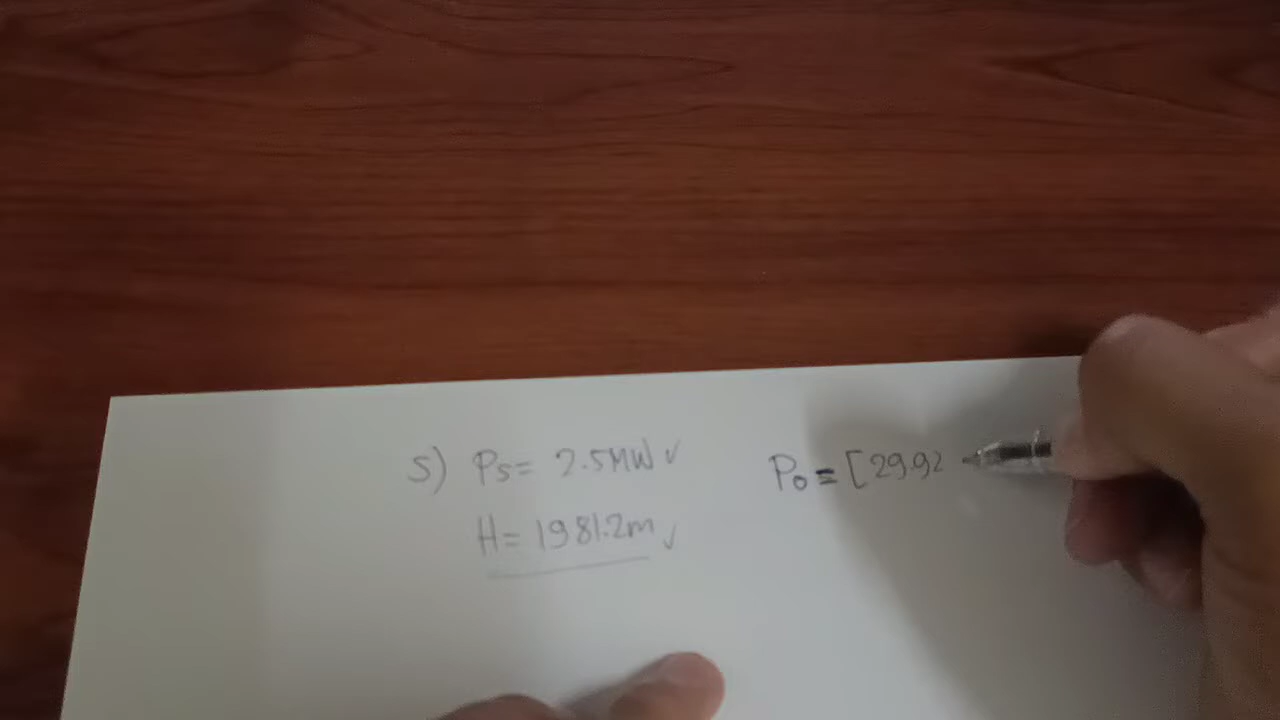 5) Ps= 2.5MW ✓
H= 1981.2m ✓
Po = [29.92